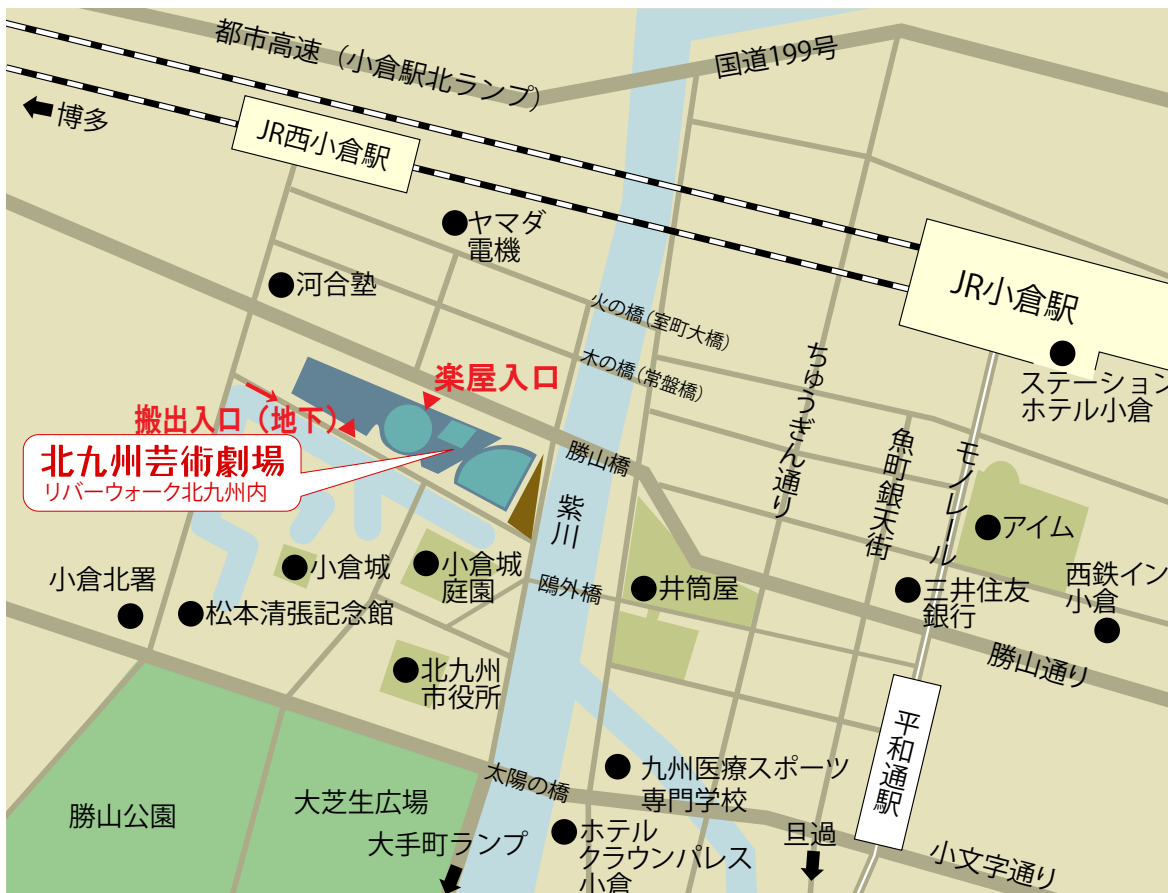 都市高速（小倉駅北ランプ）
国道199号
博多
JR西小倉駅
ヤマダ
電機
JR小倉駅
河合塾
火の橋（室町大橋）
木の橋（常盤橋）
ちゅうぎん通り
ステーション
ホテル小倉
楽屋入口
搬出入口（地下）
北九州芸術劇場
リバーウォーク北九州内
勝山橋
魚町銀天街
モノレール
紫川
アイム
小倉城
小倉城
庭園
鴎外橋
井筒屋
三井住友
銀行
西鉄イン
小倉
小倉北署
松本清張記念館
勝山通り
北九州
市役所
平和通駅
太陽の橋
九州医療スポーツ
専門学校
勝山公園
大芝生広場
大手町ランプ
ホテル
クラウンパレス
小倉
旦過
小文字通り